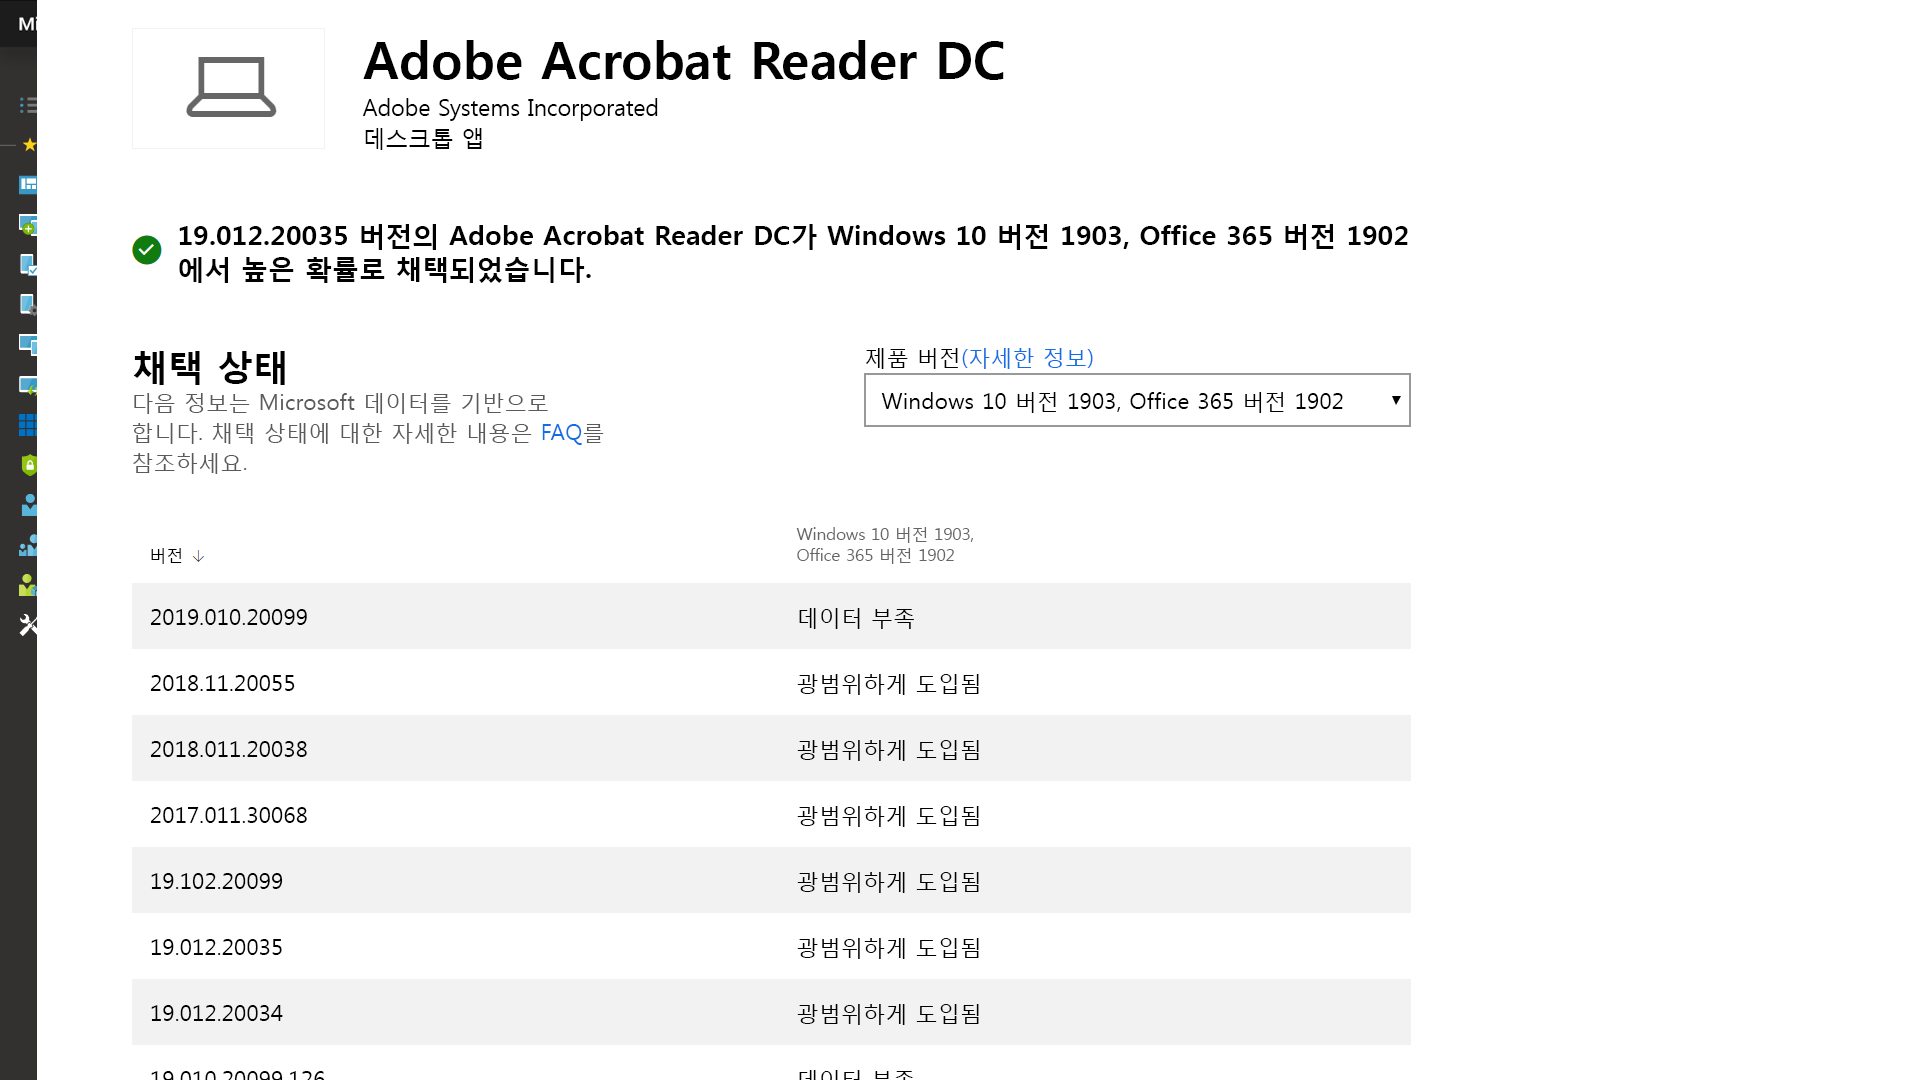 Mi
Adobe Acrobat Reader DC
Adobe Systems Incorporated
데스크톱 앱
19.012.20035 버전의 Adobe Acrobat Reader DC가 Windows 10 버전 1903, Office 365 버전 1902
에서 높은 확률로 채택되었습니다.
채택 상태
다음 정보는 Microsoft 데이터를 기반으로
합니다. 채택 상태에 대한 자세한 내용은 FAQ를
참조하세요.
제품 버전(자세한 정보)
Windows 10 버전 1903, Office 365 버전 1902
버전 ↓
Windows 10 버전 1903,
Office 365 버전 1902
2019.010.20099 데이터 부족
2018.11.20055 광범위하게 도입됨
2018.011.20038 광범위하게 도입됨
2017.011.30068 광범위하게 도입됨
19.102.20099 광범위하게 도입됨
19.012.20035 광범위하게 도입됨
19.012.20034 광범위하게 도입됨
19.010.20099.126 데이터 부족